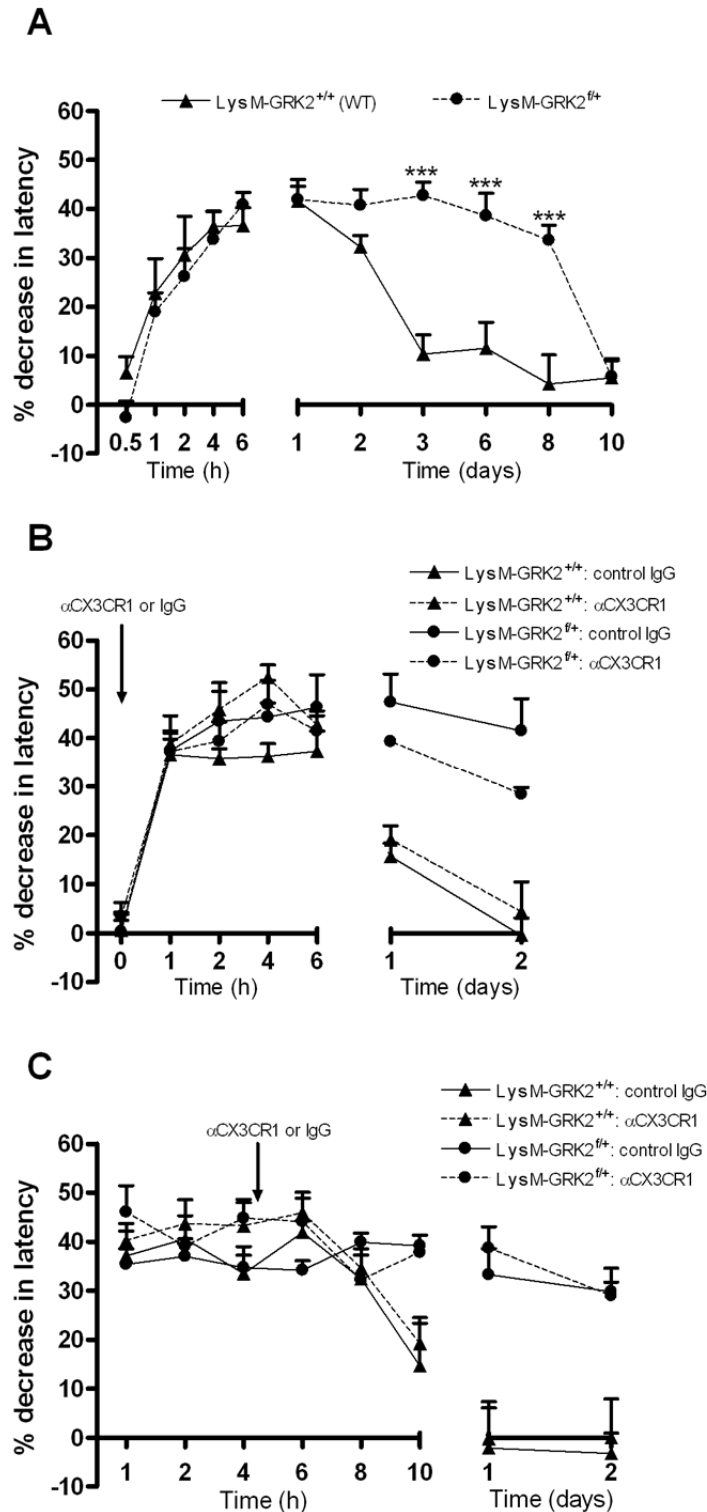 A
LysM-GRK2+/+ (WT) LysM-GRK2f/+
% decrease in latency
60
50
40
30
20
10
0
-10
*** *** ***
0.5 1 2 4 6 1 2 3 6 8 10
Time (h) Time (days)
B
αCX3CR1 or IgG
LysM-GRK2+/+: control IgG
LysM-GRK2+/+: αCX3CR1
LysM-GRK2f/+: control IgG
LysM-GRK2f/+: αCX3CR1
% decrease in latency
60
50
40
30
20
10
0
-10
0 1 2 4 6 1 2
Time (h) Time (days)
C
αCX3CR1 or IgG
LysM-GRK2+/+: control IgG
LysM-GRK2+/+: αCX3CR1
LysM-GRK2f/+: control IgG
LysM-GRK2f/+: αCX3CR1
% decrease in latency
60
50
40
30
20
10
0
-10
1 2 4 6 8 10 1 2
Time (h) Time (days)